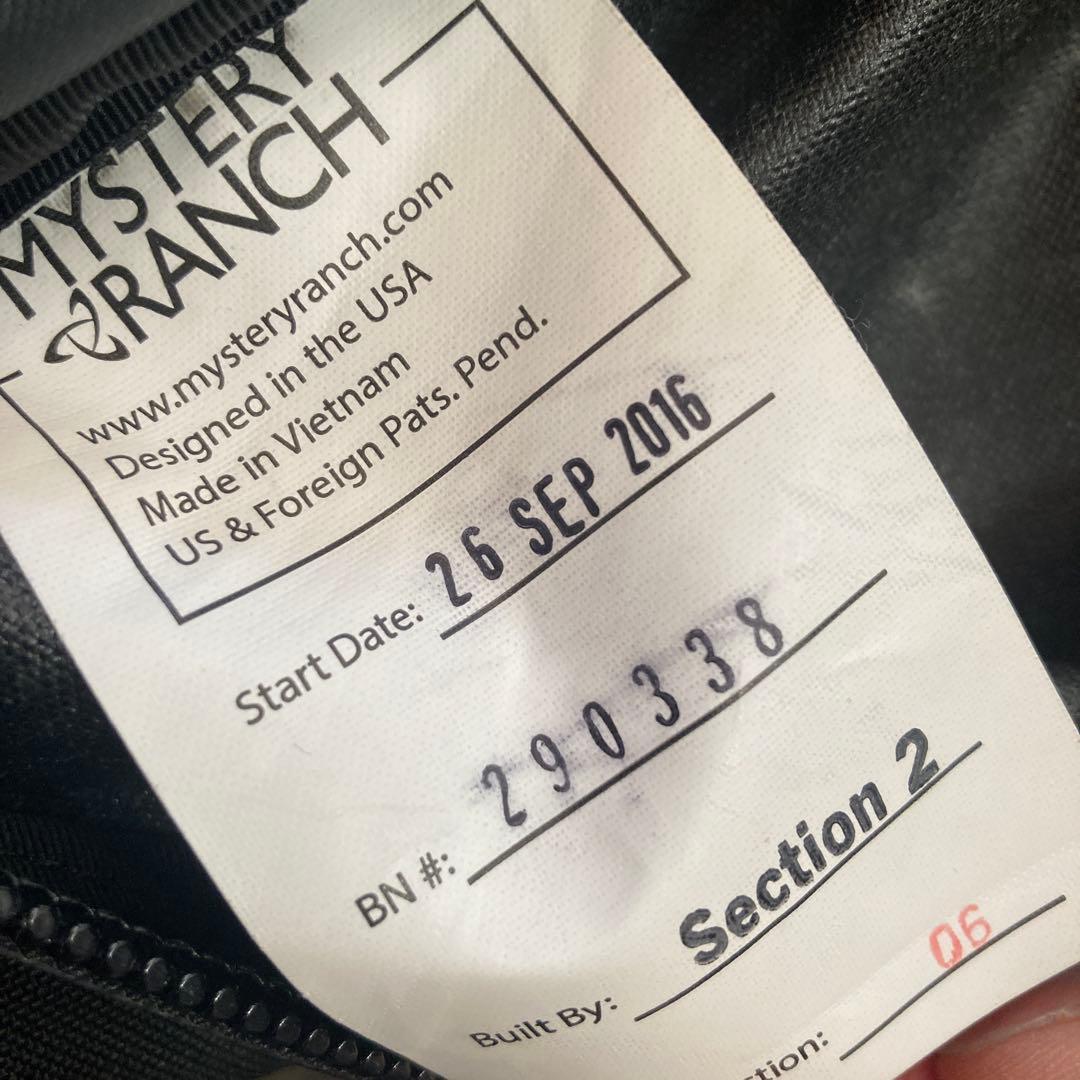 MYSTERY
RANCH
www.mysteryranch.com
Designed in the USA
Made in Vietnam
US & Foreign Pats. Pend.
Start Date: 26 SEP 2016
BN #: 290338
Built By: Section 2
06